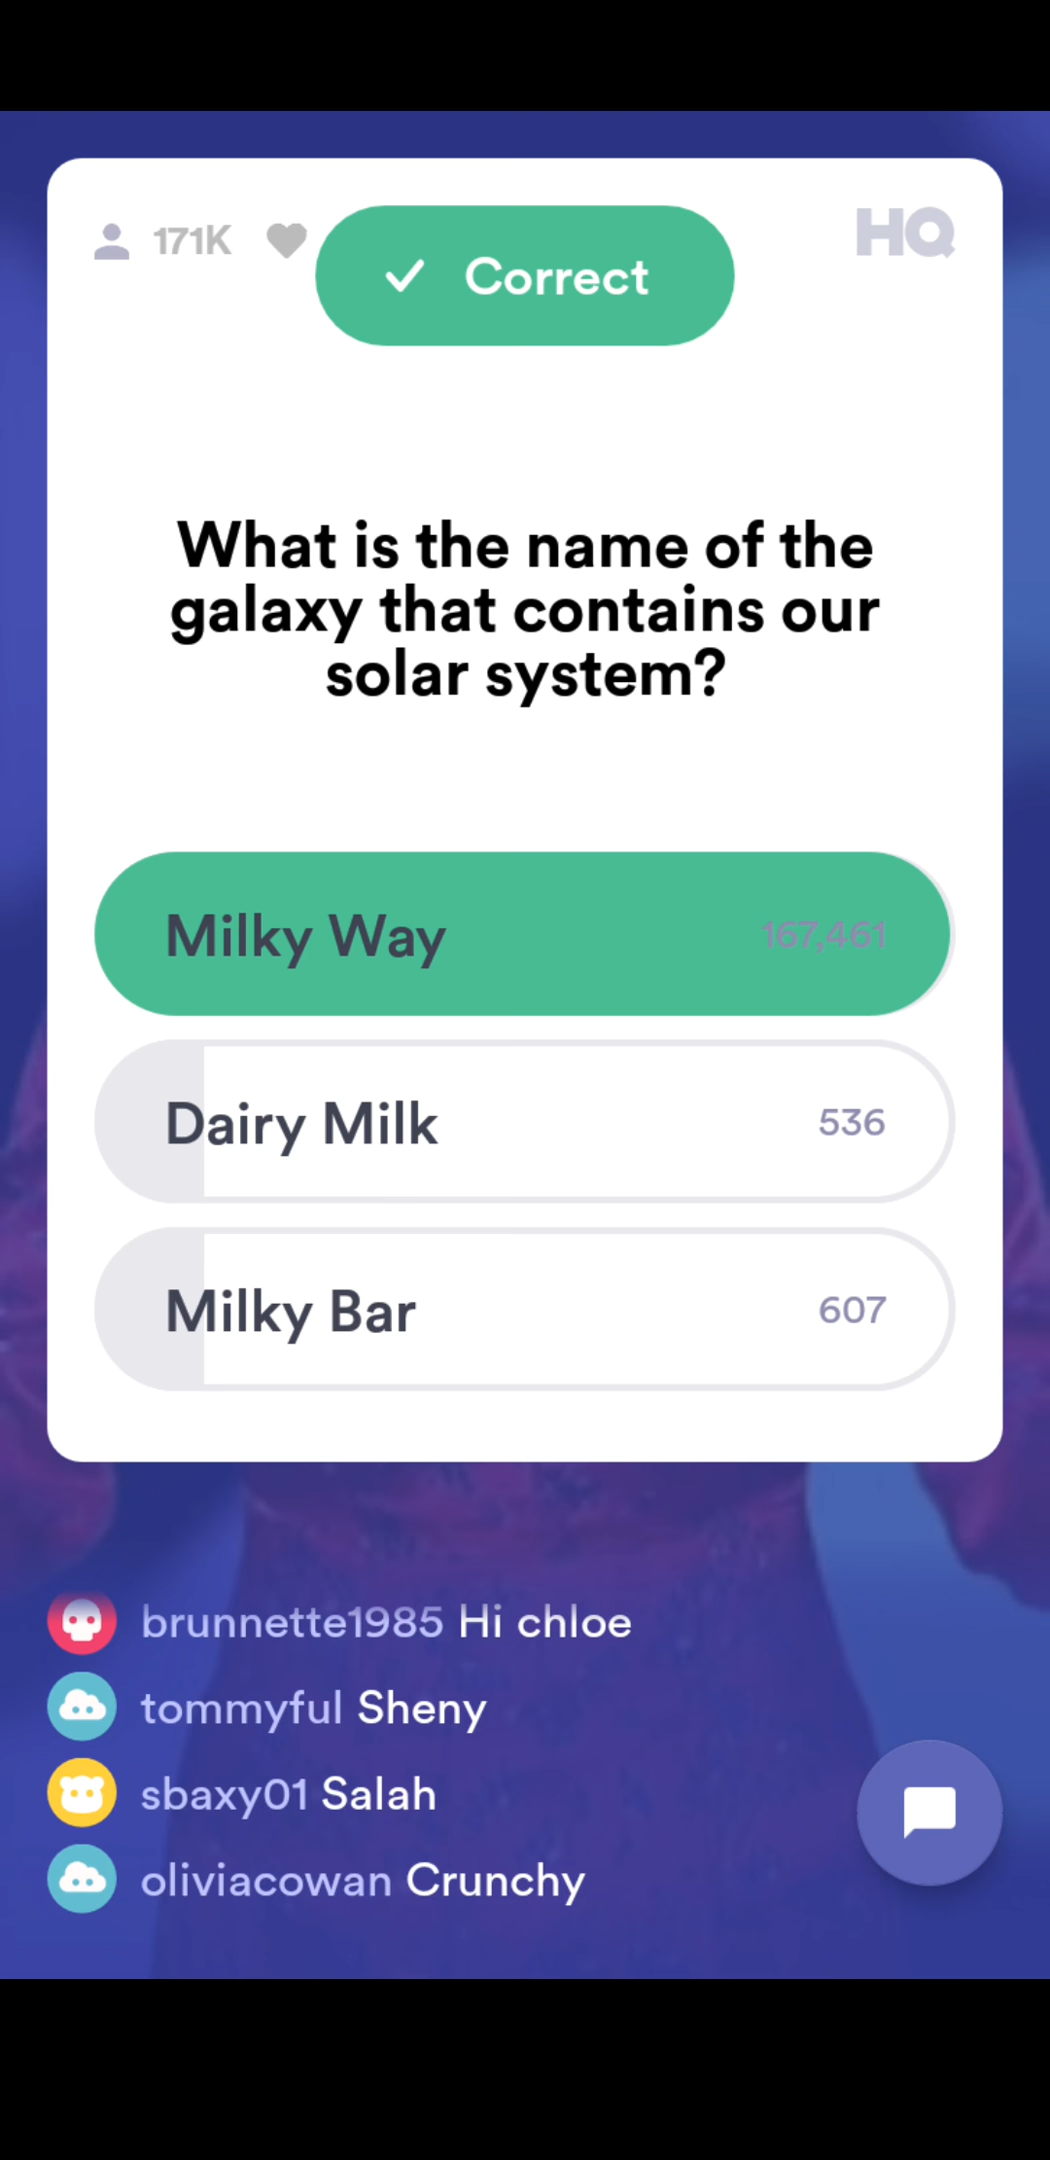 171K
Correct
HQ
What is the name of the
galaxy that contains our
solar system?
Milky Way 167,461
Dairy Milk 536
Milky Bar 607
brunnette1985 Hi chloe
tommyful Sheny
sbaxy01 Salah
oliviacowan Crunchy